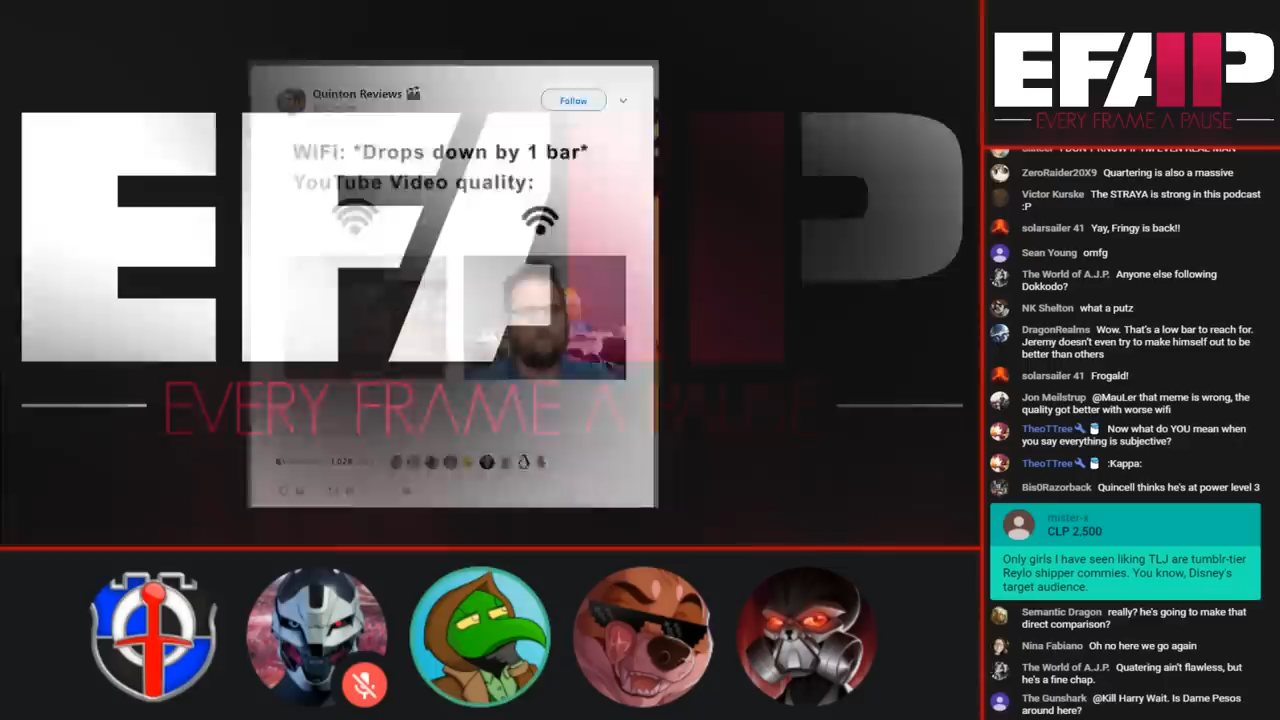 Quinton Reviews
Follow
WiFi: *Drops down by 1 bar*
YouTube Video quality:
EFAP
EVERY FRAME A PAUSE
1,028
EFAP
EVERY FRAME A PAUSE
ZeroRaider20X9 Quartering is also a massive
Victor Kurske The STRAYA is strong in this podcast
:P
solarsailer 41 Yay, Fringy is back!!
Sean Young omfg
The World of A.J.P. Anyone else following
Dokkodo?
NK Shelton what a putz
DragonRealms Wow. That's a low bar to reach for.
Jeremy doesn't even try to make himself out to be
better than others
solarsailer 41 Frogald!
Jon Meilstrup @MauLer that meme is wrong, the
quality got better with worse wifi
TheoTTree Now what do YOU mean when
you say everything is subjective?
TheoTTree :Kappa:
Bis0Razorback Quincell thinks he's at power level 3
mister-x
CLP 2,500
Only girls I have seen liking TLJ are tumblr-tier
Reylo shipper commies. You know, Disney's
target audience.
Semantic Dragon really? he's going to make that
direct comparison?
Nina Fabiano Oh no here we go again
The World of A.J.P. Quatering ain't flawless, but
he's a fine chap.
The Gunshark @Kill Harry Wait. Is Dame Pesos
around here?